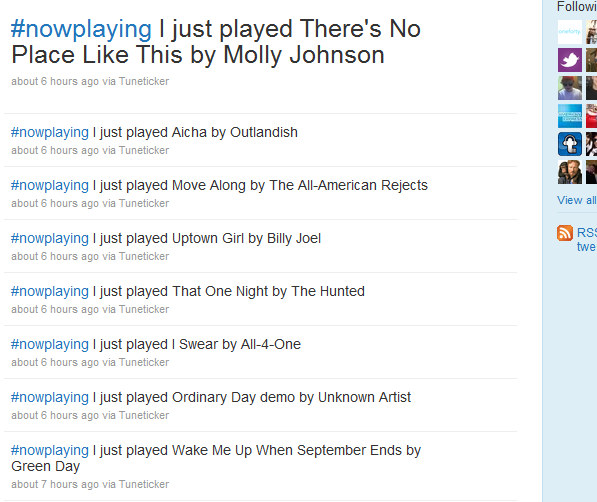 #nowplaying I just played There's No
Place Like This by Molly Johnson
about 6 hours ago via Tuneticker
#nowplaying I just played Aicha by Outlandish
about 6 hours ago via Tuneticker
#nowplaying I just played Move Along by The All-American Rejects
about 6 hours ago via Tuneticker
#nowplaying I just played Uptown Girl by Billy Joel
about 6 hours ago via Tuneticker
#nowplaying I just played That One Night by The Hunted
about 6 hours ago via Tuneticker
#nowplaying I just played I Swear by All-4-One
about 6 hours ago via Tuneticker
#nowplaying I just played Ordinary Day demo by Unknown Artist
about 6 hours ago via Tuneticker
#nowplaying I just played Wake Me Up When September Ends by
Green Day
about 7 hours ago via Tuneticker
Followi
View all
RSS
twe